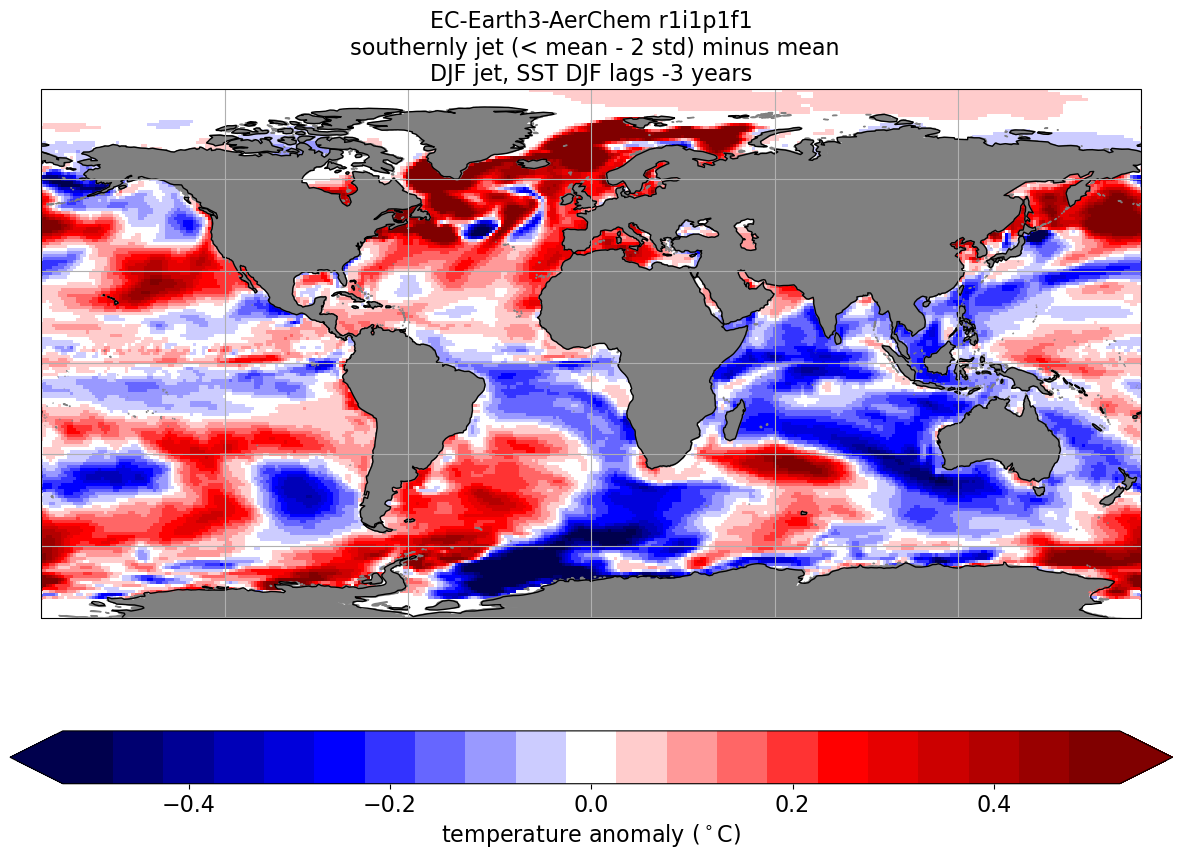 EC-Earth3-AerChem r1i1p1f1
southernly jet (< mean - 2 std) minus mean
DJF jet, SST DJF lags -3 years
−0.4 −0.2 0.0 0.2 0.4
temperature anomaly (°C)